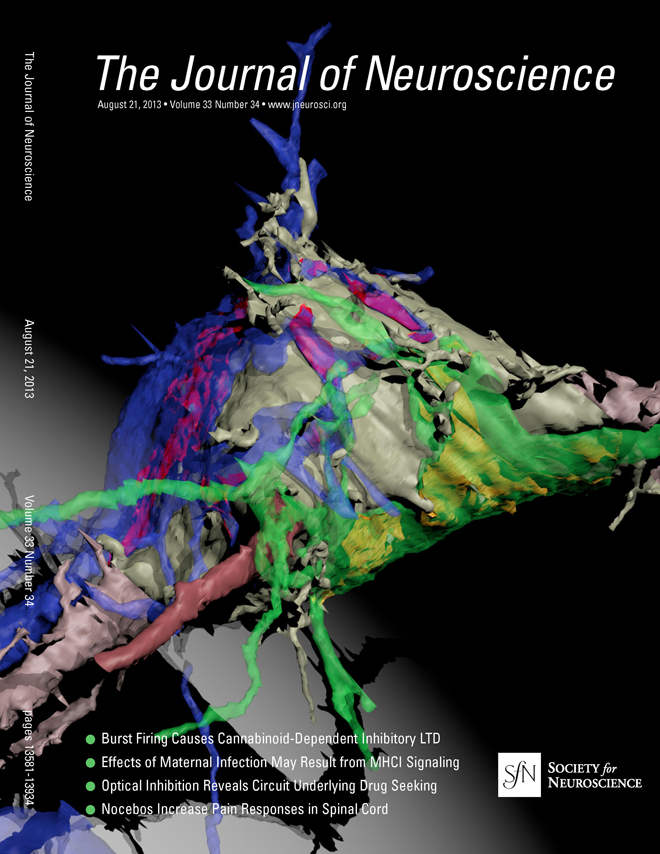 The Journal of Neuroscience
August 21, 2013 • Volume 33 Number 34 • www.jneurosci.org
The Journal of Neuroscience
August 21, 2013
Volume 33 Number 34
pages 13581-13934
• Burst Firing Causes Cannabinoid-Dependent Inhibitory LTD
• Effects of Maternal Infection May Result from MHCI Signaling
• Optical Inhibition Reveals Circuit Underlying Drug Seeking
• Nocebos Increase Pain Responses in Spinal Cord
SfN
SOCIETY for
NEUROSCIENCE